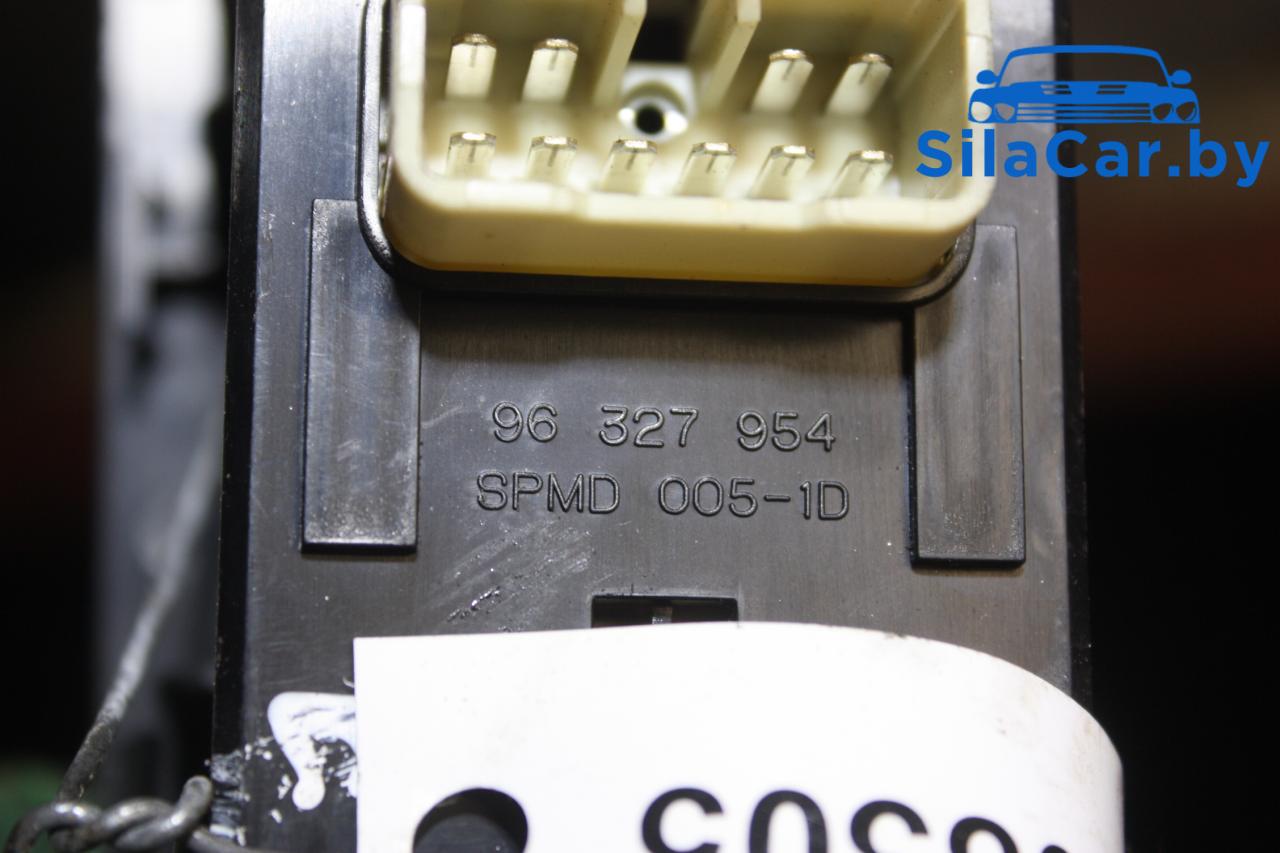 SilaCar.by
96 327 954
SPMD 005-1D